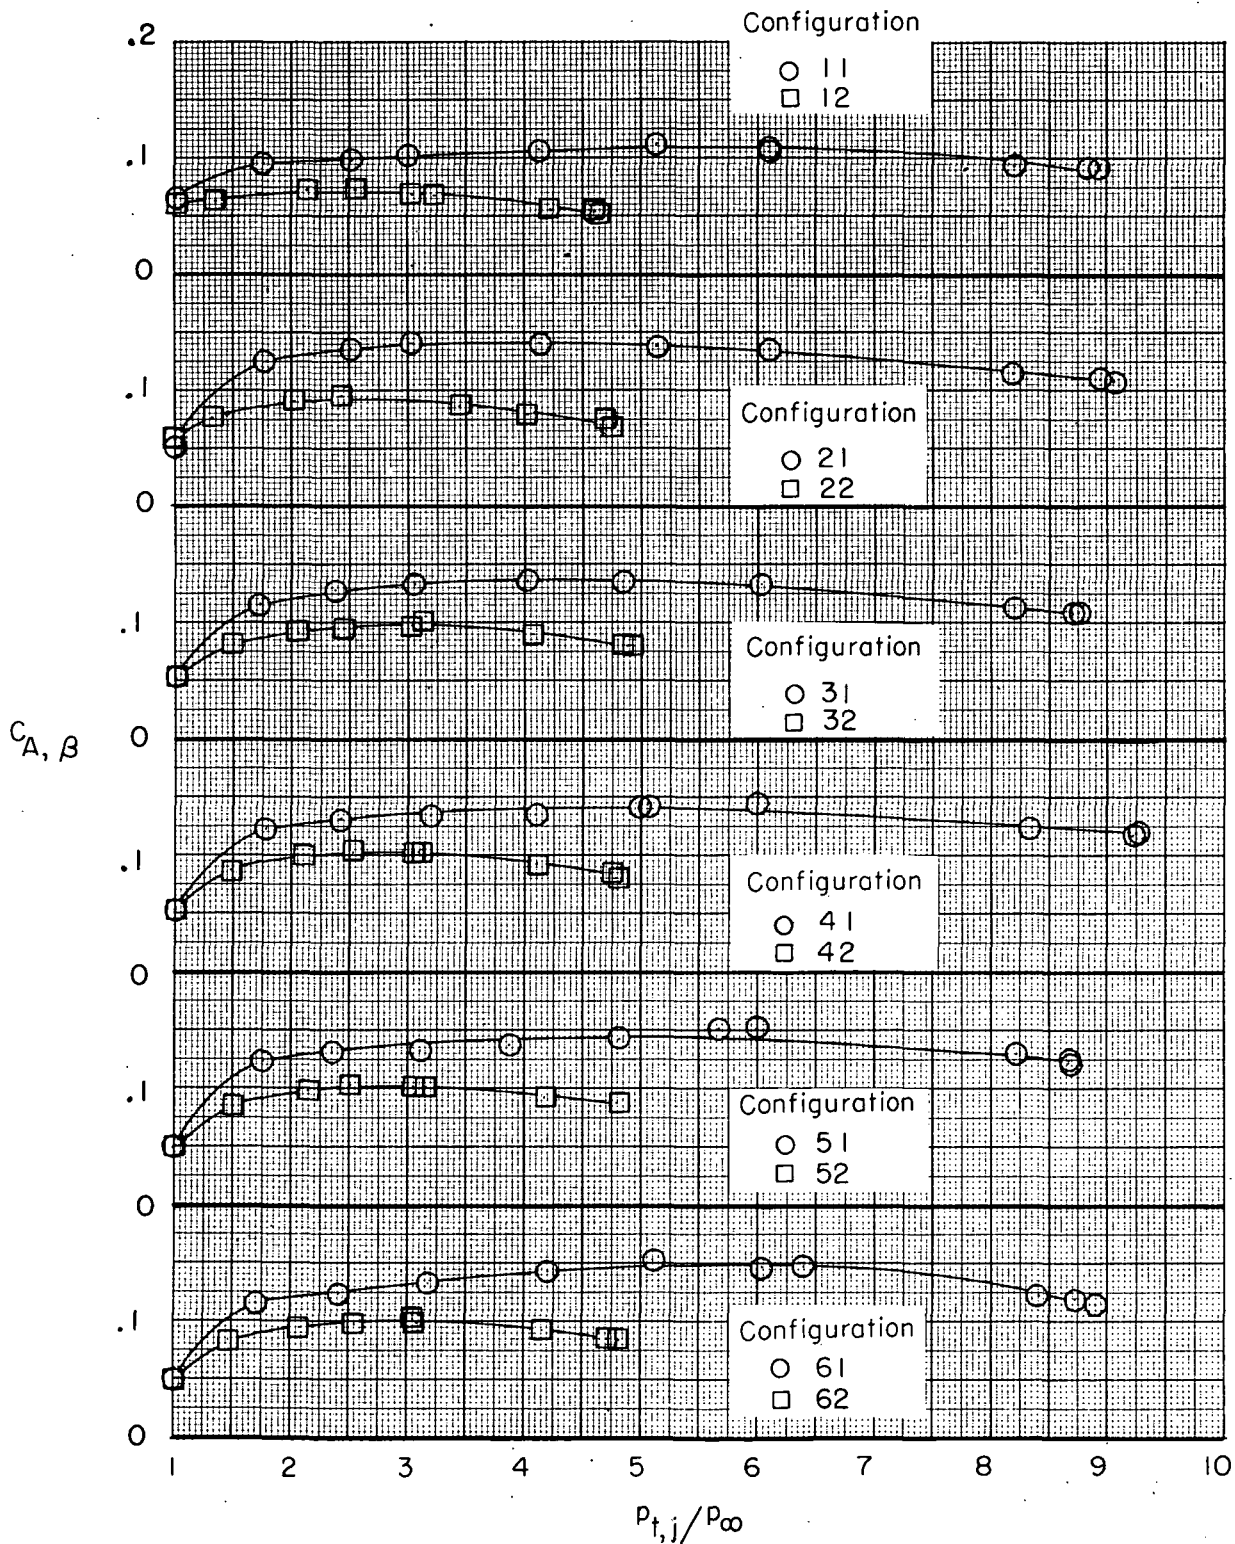 Configuration
.2
○ 11
□ 12
.1
0
.1
Configuration
○ 21
□ 22
0
.1
Configuration
○ 31
□ 32
C_A, β
0
.1
Configuration
○ 41
□ 42
0
.1
Configuration
○ 51
□ 52
0
.1
Configuration
○ 61
□ 62
0
1 2 3 4 5 6 7 8 9 10
p_t,j/p_∞